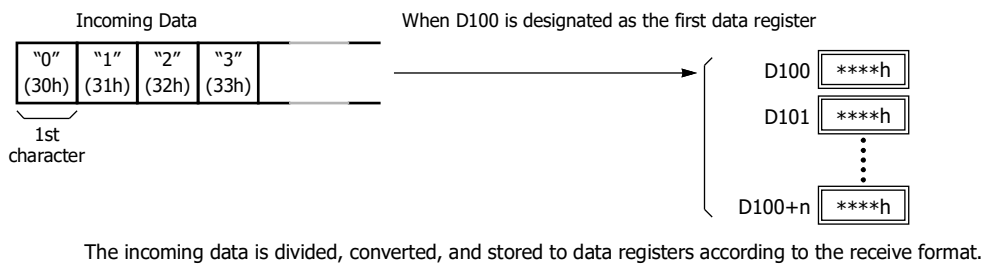 Incoming Data
When D100 is designated as the first data register
“0” “1” “2” “3”
(30h) (31h) (32h) (33h)
1st
character
D100 ****h
D101 ****h
D100+n ****h
The incoming data is divided, converted, and stored to data registers according to the receive format.